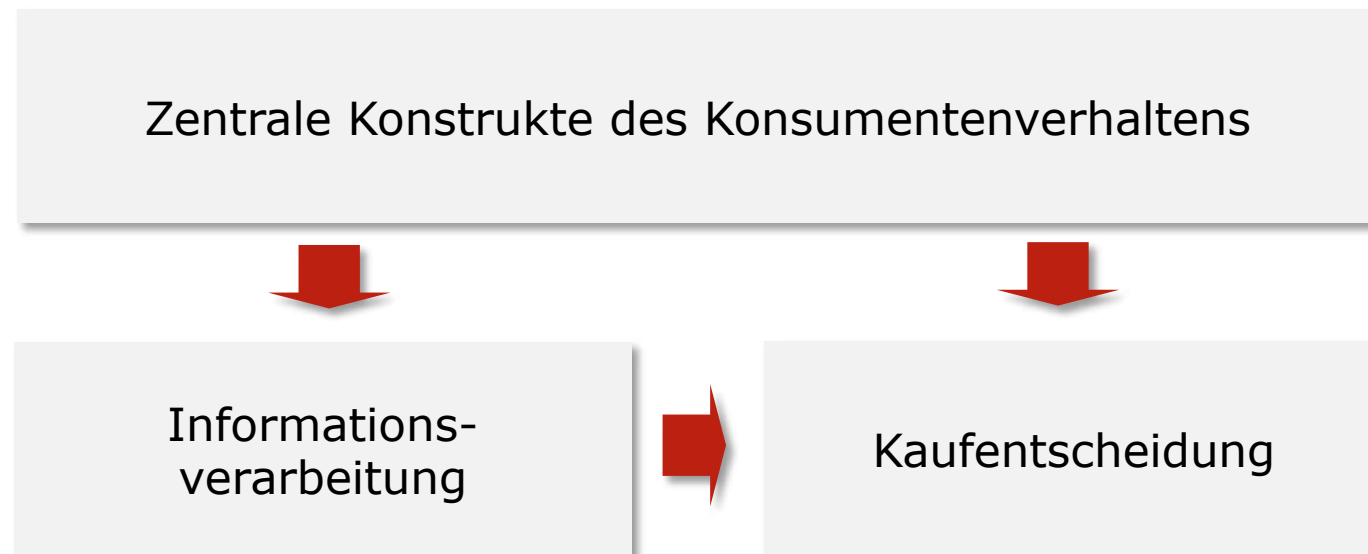 Zentrale Konstrukte des Konsumentenverhaltens
Informations-
verarbeitung
Kaufentscheidung